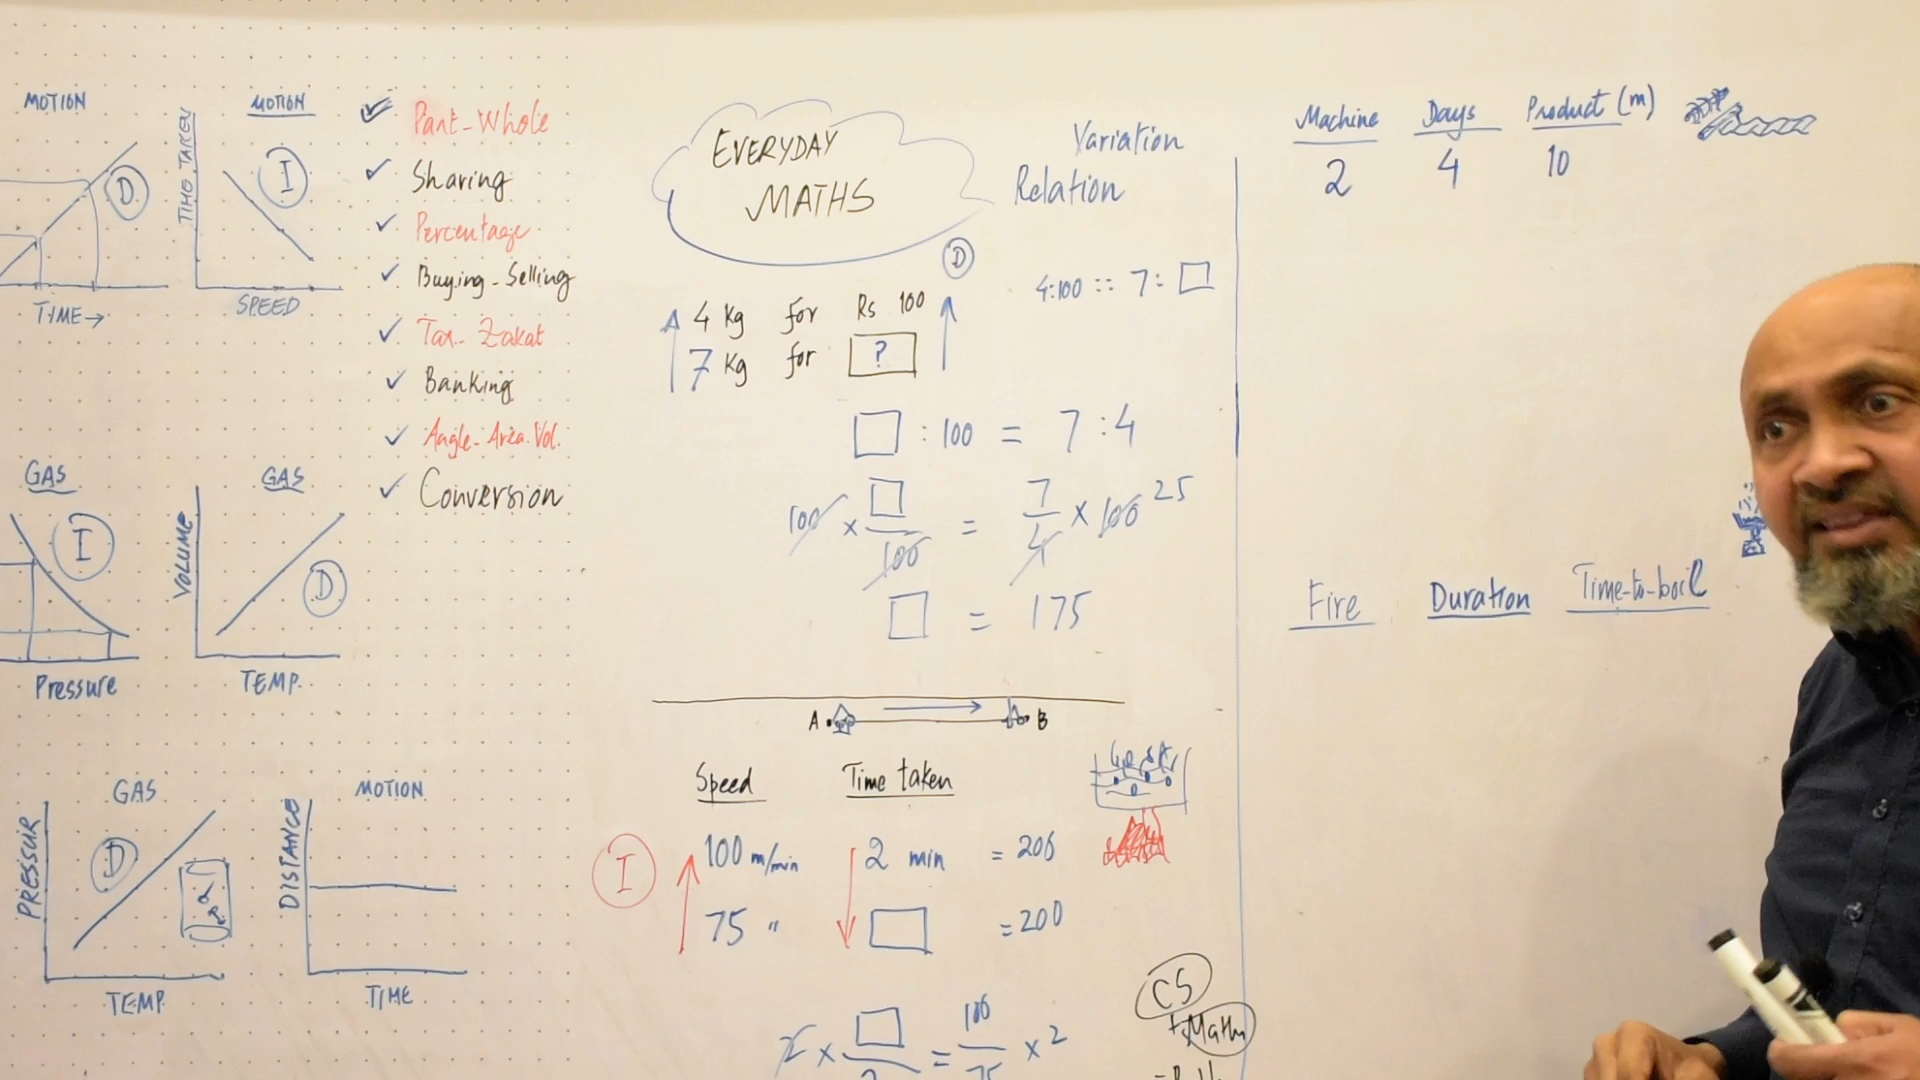 MOTION
D
TIME→
MOTION
TIME TAKEN
I
SPEED
GAS
I
Pressure
GAS
VOLUME
D
TEMP.
GAS
PRESSUR
D
TEMP
MOTION
DISTANCE
TIME
✓ Part-Whole
✓ Sharing
✓ Percentage
✓ Buying-Selling
✓ Tax-Zakat
✓ Banking
✓ Angle-Area-Vol.
✓ Conversion
EVERYDAY
MATHS
Variation
Relation
D
4 Kg for Rs 100
7 Kg for ?
4:100 :: 7: □
□ : 100 = 7 : 4
100 × □/100 = 7/4 × 100 25
□ = 175
A B
Speed Time taken
I
100 m/min 2 min = 200
75 " □ = 200
2 × □/2 = 100/75 × 2
CS
+ Maths
Machine Days Product (m)
2 4 10
Fire Duration Time-to-boil